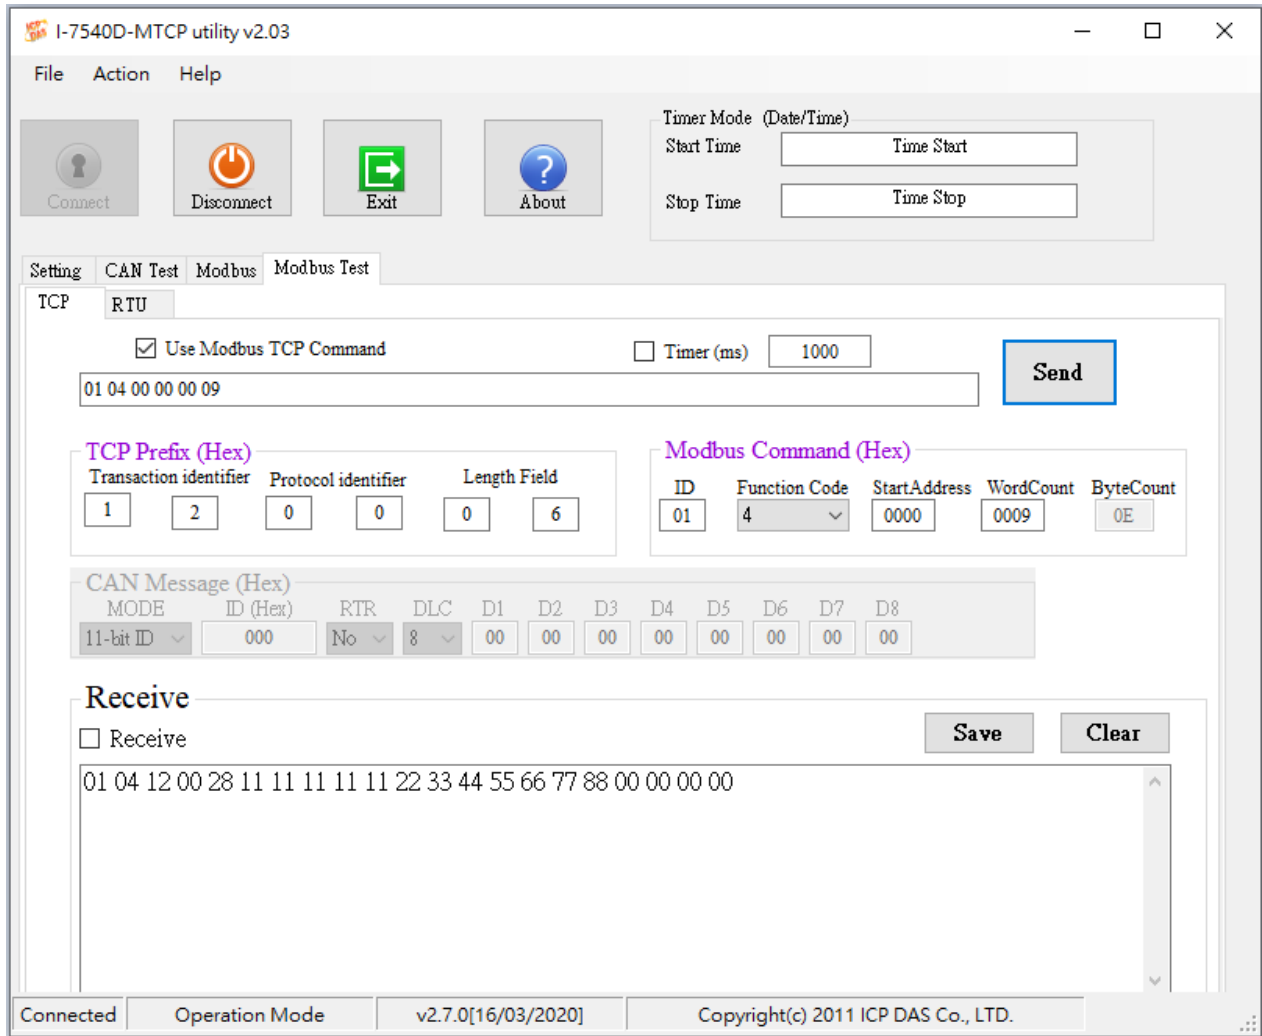 I-7540D-MTCP utility v2.03
File Action Help
Connect Disconnect Exit About
Timer Mode (Date/Time)
Start Time Time Start
Stop Time Time Stop
Setting CAN Test Modbus Modbus Test
TCP RTU
Use Modbus TCP Command Timer (ms) 1000 Send
01 04 00 00 00 09
TCP Prefix (Hex)
Transaction identifier Protocol identifier Length Field
1 2 0 0 0 6
Modbus Command (Hex)
ID Function Code StartAddress WordCount ByteCount
01 4 0000 0009 0E
CAN Message (Hex)
MODE ID (Hex) RTR DLC D1 D2 D3 D4 D5 D6 D7 D8
11-bit ID 000 No 8 00 00 00 00 00 00 00 00
Receive
Receive Save Clear
01 04 12 00 28 11 11 11 11 11 22 33 44 55 66 77 88 00 00 00 00
Connected Operation Mode v2.7.0[16/03/2020] Copyright(c) 2011 ICP DAS Co., LTD.